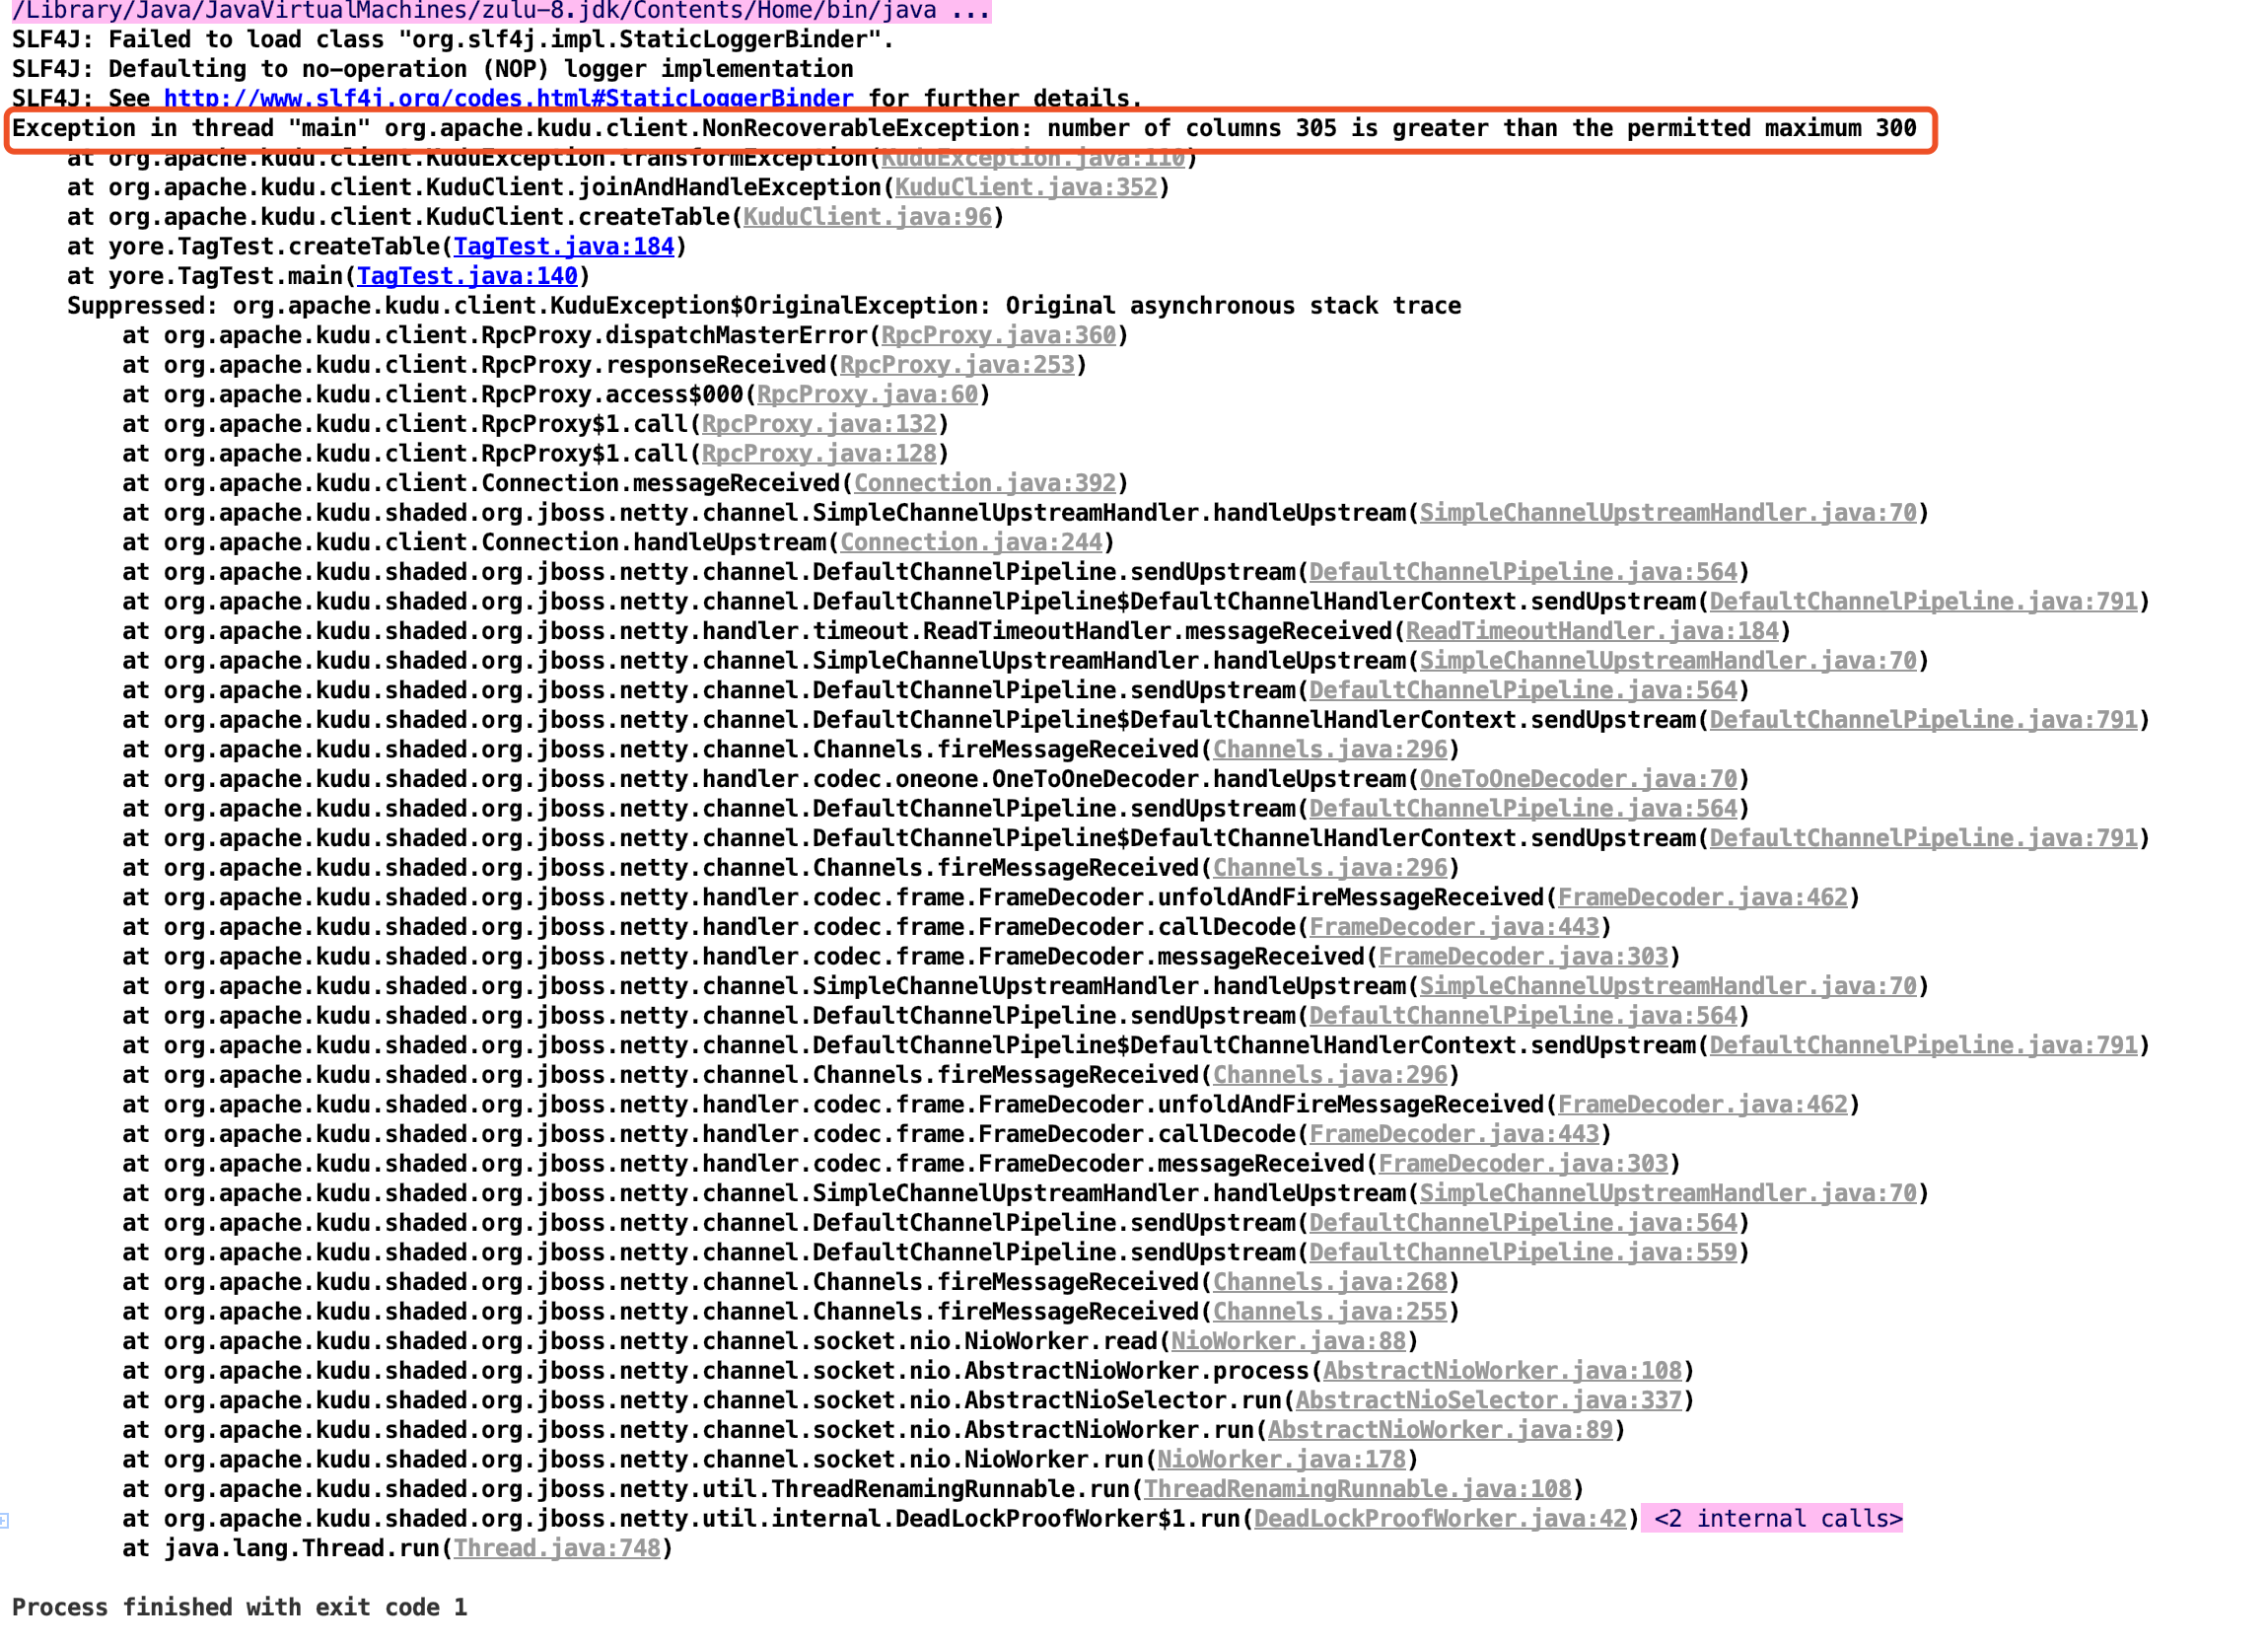 /Library/Java/JavaVirtualMachines/zulu-8.jdk/Contents/Home/bin/java ...
SLF4J: Failed to load class "org.slf4j.impl.StaticLoggerBinder".
SLF4J: Defaulting to no-operation (NOP) logger implementation
SLF4J: See http://www.slf4j.org/codes.html#StaticLoggerBinder for further details.
Exception in thread "main" org.apache.kudu.client.NonRecoverableException: number of columns 305 is greater than the permitted maximum 300
    at org.apache.kudu.client.KuduException.transformException(KuduException.java:110)
    at org.apache.kudu.client.KuduClient.joinAndHandleException(KuduClient.java:352)
    at org.apache.kudu.client.KuduClient.createTable(KuduClient.java:96)
    at yore.TagTest.createTable(TagTest.java:184)
    at yore.TagTest.main(TagTest.java:140)
    Suppressed: org.apache.kudu.client.KuduException$OriginalException: Original asynchronous stack trace
        at org.apache.kudu.client.RpcProxy.dispatchMasterError(RpcProxy.java:360)
        at org.apache.kudu.client.RpcProxy.responseReceived(RpcProxy.java:253)
        at org.apache.kudu.client.RpcProxy.access$000(RpcProxy.java:60)
        at org.apache.kudu.client.RpcProxy$1.call(RpcProxy.java:132)
        at org.apache.kudu.client.RpcProxy$1.call(RpcProxy.java:128)
        at org.apache.kudu.client.Connection.messageReceived(Connection.java:392)
        at org.apache.kudu.shaded.org.jboss.netty.channel.SimpleChannelUpstreamHandler.handleUpstream(SimpleChannelUpstreamHandler.java:70)
        at org.apache.kudu.client.Connection.handleUpstream(Connection.java:244)
        at org.apache.kudu.shaded.org.jboss.netty.channel.DefaultChannelPipeline.sendUpstream(DefaultChannelPipeline.java:564)
        at org.apache.kudu.shaded.org.jboss.netty.channel.DefaultChannelPipeline$DefaultChannelHandlerContext.sendUpstream(DefaultChannelPipeline.java:791)
        at org.apache.kudu.shaded.org.jboss.netty.handler.timeout.ReadTimeoutHandler.messageReceived(ReadTimeoutHandler.java:184)
        at org.apache.kudu.shaded.org.jboss.netty.channel.SimpleChannelUpstreamHandler.handleUpstream(SimpleChannelUpstreamHandler.java:70)
        at org.apache.kudu.shaded.org.jboss.netty.channel.DefaultChannelPipeline.sendUpstream(DefaultChannelPipeline.java:564)
        at org.apache.kudu.shaded.org.jboss.netty.channel.DefaultChannelPipeline$DefaultChannelHandlerContext.sendUpstream(DefaultChannelPipeline.java:791)
        at org.apache.kudu.shaded.org.jboss.netty.channel.Channels.fireMessageReceived(Channels.java:296)
        at org.apache.kudu.shaded.org.jboss.netty.handler.codec.oneone.OneToOneDecoder.handleUpstream(OneToOneDecoder.java:70)
        at org.apache.kudu.shaded.org.jboss.netty.channel.DefaultChannelPipeline.sendUpstream(DefaultChannelPipeline.java:564)
        at org.apache.kudu.shaded.org.jboss.netty.channel.DefaultChannelPipeline$DefaultChannelHandlerContext.sendUpstream(DefaultChannelPipeline.java:791)
        at org.apache.kudu.shaded.org.jboss.netty.channel.Channels.fireMessageReceived(Channels.java:296)
        at org.apache.kudu.shaded.org.jboss.netty.handler.codec.frame.FrameDecoder.unfoldAndFireMessageReceived(FrameDecoder.java:462)
        at org.apache.kudu.shaded.org.jboss.netty.handler.codec.frame.FrameDecoder.callDecode(FrameDecoder.java:443)
        at org.apache.kudu.shaded.org.jboss.netty.handler.codec.frame.FrameDecoder.messageReceived(FrameDecoder.java:303)
        at org.apache.kudu.shaded.org.jboss.netty.channel.SimpleChannelUpstreamHandler.handleUpstream(SimpleChannelUpstreamHandler.java:70)
        at org.apache.kudu.shaded.org.jboss.netty.channel.DefaultChannelPipeline.sendUpstream(DefaultChannelPipeline.java:564)
        at org.apache.kudu.shaded.org.jboss.netty.channel.DefaultChannelPipeline$DefaultChannelHandlerContext.sendUpstream(DefaultChannelPipeline.java:791)
        at org.apache.kudu.shaded.org.jboss.netty.channel.Channels.fireMessageReceived(Channels.java:296)
        at org.apache.kudu.shaded.org.jboss.netty.handler.codec.frame.FrameDecoder.unfoldAndFireMessageReceived(FrameDecoder.java:462)
        at org.apache.kudu.shaded.org.jboss.netty.handler.codec.frame.FrameDecoder.callDecode(FrameDecoder.java:443)
        at org.apache.kudu.shaded.org.jboss.netty.handler.codec.frame.FrameDecoder.messageReceived(FrameDecoder.java:303)
        at org.apache.kudu.shaded.org.jboss.netty.channel.SimpleChannelUpstreamHandler.handleUpstream(SimpleChannelUpstreamHandler.java:70)
        at org.apache.kudu.shaded.org.jboss.netty.channel.DefaultChannelPipeline.sendUpstream(DefaultChannelPipeline.java:564)
        at org.apache.kudu.shaded.org.jboss.netty.channel.DefaultChannelPipeline.sendUpstream(DefaultChannelPipeline.java:559)
        at org.apache.kudu.shaded.org.jboss.netty.channel.Channels.fireMessageReceived(Channels.java:268)
        at org.apache.kudu.shaded.org.jboss.netty.channel.Channels.fireMessageReceived(Channels.java:255)
        at org.apache.kudu.shaded.org.jboss.netty.channel.socket.nio.NioWorker.read(NioWorker.java:88)
        at org.apache.kudu.shaded.org.jboss.netty.channel.socket.nio.AbstractNioWorker.process(AbstractNioWorker.java:108)
        at org.apache.kudu.shaded.org.jboss.netty.channel.socket.nio.AbstractNioSelector.run(AbstractNioSelector.java:337)
        at org.apache.kudu.shaded.org.jboss.netty.channel.socket.nio.AbstractNioWorker.run(AbstractNioWorker.java:89)
        at org.apache.kudu.shaded.org.jboss.netty.channel.socket.nio.NioWorker.run(NioWorker.java:178)
        at org.apache.kudu.shaded.org.jboss.netty.util.ThreadRenamingRunnable.run(ThreadRenamingRunnable.java:108)
        at org.apache.kudu.shaded.org.jboss.netty.util.internal.DeadLockProofWorker$1.run(DeadLockProofWorker.java:42) <2 internal calls>
        at java.lang.Thread.run(Thread.java:748)
Process finished with exit code 1